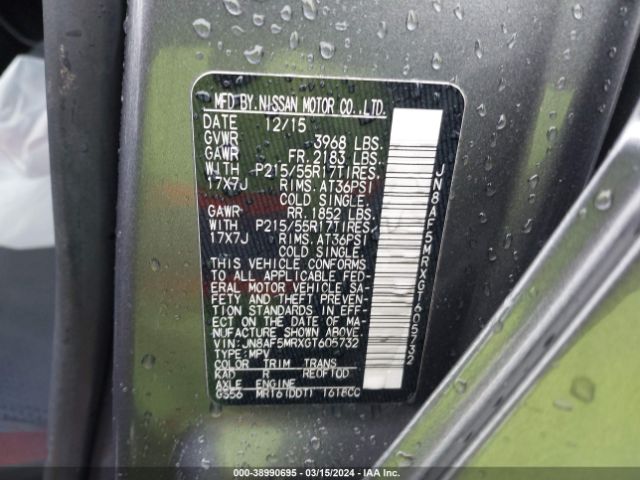 MFD BY.NISSAN MOTOR CO.,LTD.
DATE 12/15
GVWR 3968 LBS.
GAWR FR.2183 LBS.
WITH P215/55R17TIRES,
17X7J RIMS.AT36PSI
COLD SINGLE.
GAWR RR.1852 LBS.
WITH P215/55R17TIRES,
17X7J RIMS.AT36PSI
COLD SINGLE.
THIS VEHICLE CONFORMS
TO ALL APPLICABLE FED-
ERAL MOTOR VEHICLE SA-
FETY AND THEFT PREVEN-
TION STANDARDS IN EFF-
ECT ON THE DATE OF MA-
NUFACTURE SHOWN ABOVE.
VIN:JN8AF5MRXGT605732
TYPE:MPV
COLOR TRIM TRANS
KAD R
AXLE ENGINE
GS56 MR16(DDT) 1618CC
JN8AF5MRXGT605732
000-38990695 - 03/15/2024 - IAA Inc.